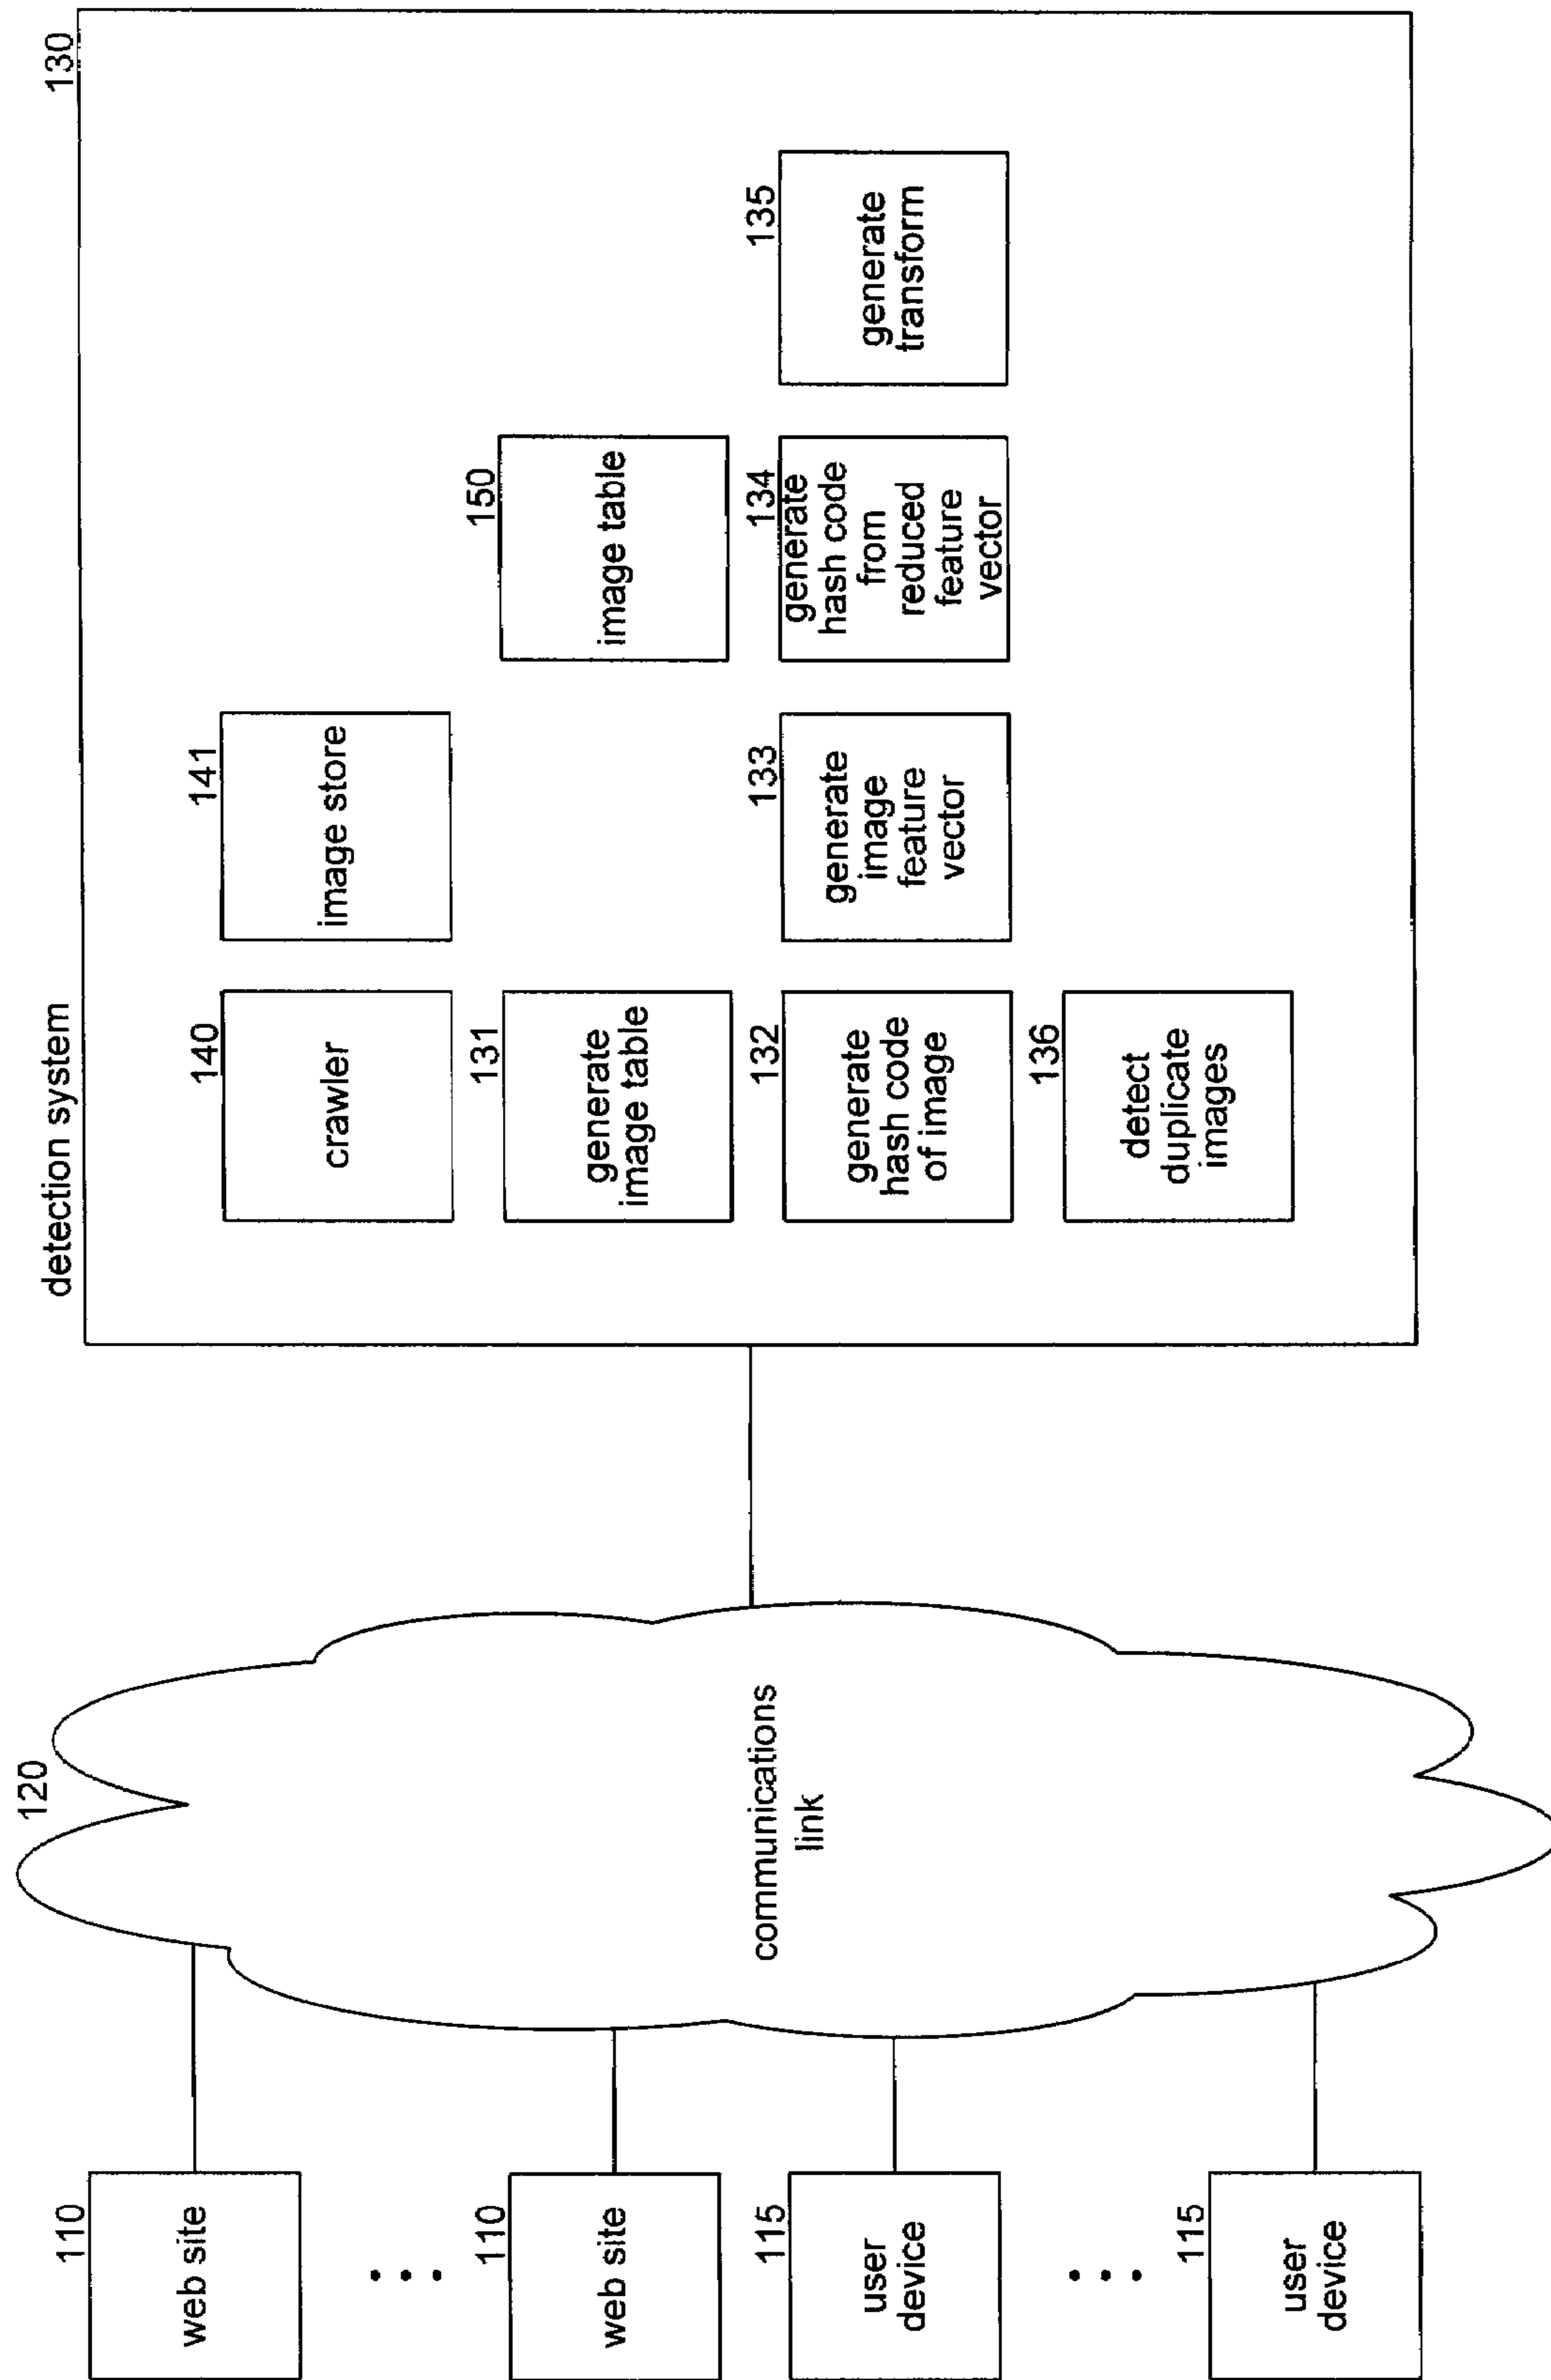 detection system
130
140
crawler
141
image store
131
generate
image table
150
image table
132
generate
hash code
of image
133
generate
image
feature
vector
134
generate
hash code
from
reduced
feature
vector
135
generate
transform
136
detect
duplicate
images
120
communications
link
110
web site
110
web site
115
user
device
115
user
device